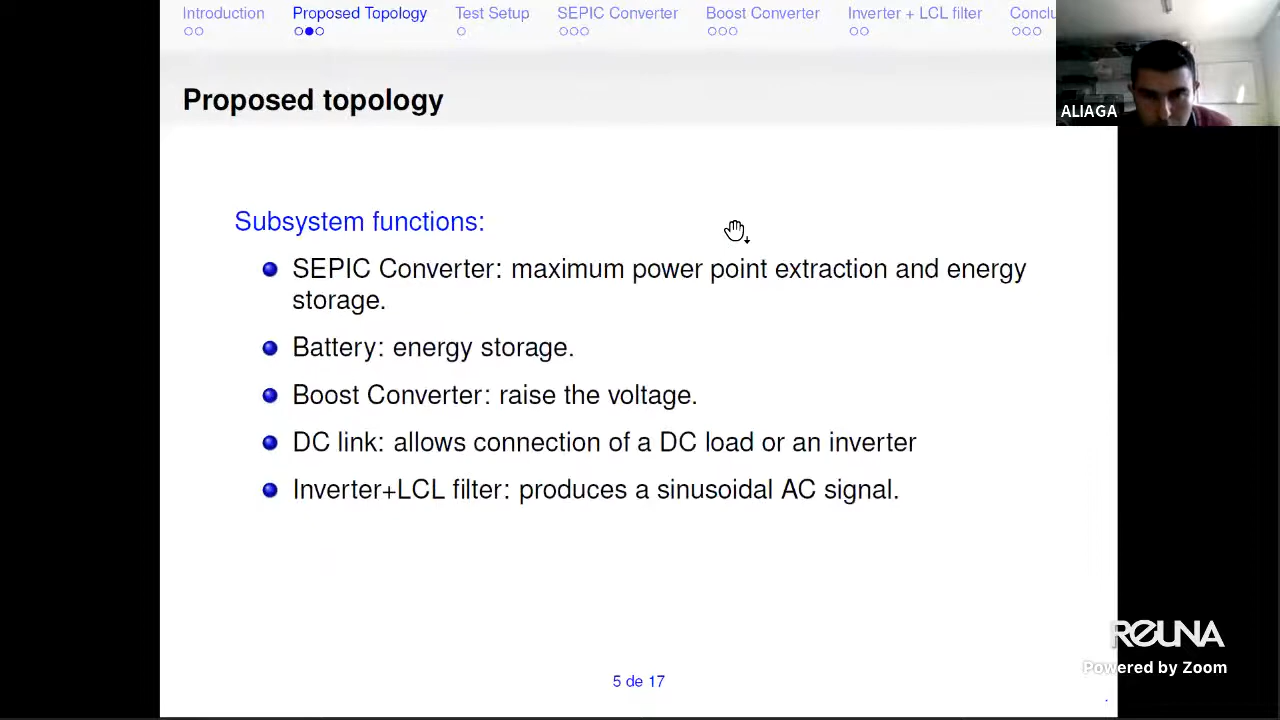 Introduction Proposed Topology Test Setup SEPIC Converter Boost Converter Inverter + LCL filter Conclu
ALIAGA
Proposed topology
Subsystem functions:
SEPIC Converter: maximum power point extraction and energy
storage.
Battery: energy storage.
Boost Converter: raise the voltage.
DC link: allows connection of a DC load or an inverter
Inverter+LCL filter: produces a sinusoidal AC signal.
REUNA
Powered by Zoom
5 de 17